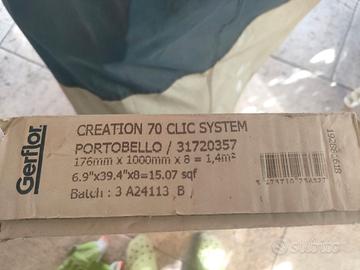 Gerflor
CREATION 70 CLIC SYSTEM
PORTOBELLO / 31720357
176mm x 1000mm x 8 = 1,4m²
6.9"x39.4"x8=15.07 sqf
Batch : 3 A24113 B
subito